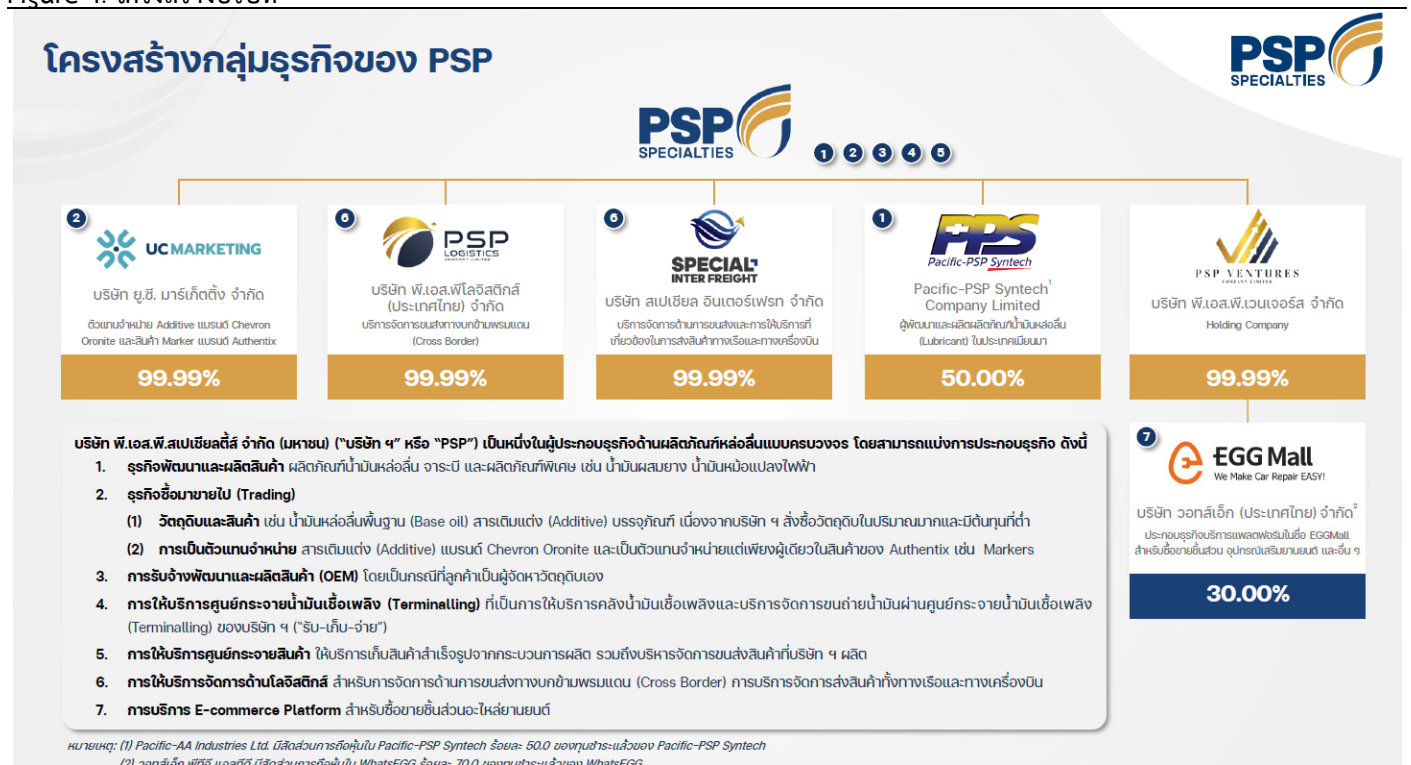 โครงสร้างกลุ่มธุรกิจของ PSP
PSP
SPECIALTIES
PSP
SPECIALTIES
1 2 3 4 5
2
UC MARKETING
บริษัท ยู.ซี. มาร์เก็ตติ้ง จำกัด
ตัวแทนจำหน่าย Additive แบรนด์ Chevron
Oronite และสินค้า Marker แบรนด์ Authentix
99.99%
6
PSP
LOGISTICS
COMPANY LIMITED
บริษัท พี.เอส.พีโลจิสติกส์
(ประเทศไทย) จำกัด
บริการจัดการขนส่งทางบกข้ามพรมแดน
(Cross Border)
99.99%
6
SPECIAL
INTER FREIGHT
บริษัท สเปเชียล อินเตอร์เฟรท จำกัด
บริการจัดการด้านการขนส่งและการให้บริการที่
เกี่ยวข้องในการส่งสินค้าทางเรือและทางเครื่องบิน
99.99%
1
PPS
Pacific-PSP Syntech
Pacific-PSP Syntech¹
Company Limited
ผู้พัฒนาและผลิตผลิตภัณฑ์น้ำมันหล่อลื่น
(Lubricant) ในประเทศเมียนมา
50.00%
PSP VENTURES
COMPANY LIMITED
บริษัท พี.เอส.พี.เวนเจอร์ส จำกัด
Holding Company
99.99%
7
EGG Mall
We Make Car Repair EASY!
บริษัท วอทส์เอ็ก (ประเทศไทย) จำกัด²
ประกอบธุรกิจบริการแพลตฟอร์มในชื่อ EGGMall
สำหรับซื้อขายชิ้นส่วน อุปกรณ์เสริมยานยนต์ และอื่น ๆ
30.00%
บริษัท พี.เอส.พี.สเปเชียลตี้ส์ จำกัด (มหาชน) ("บริษัท ฯ" หรือ "PSP") เป็นหนึ่งในผู้ประกอบธุรกิจด้านผลิตภัณฑ์หล่อลื่นแบบครบวงจร โดยสามารถแบ่งการประกอบธุรกิจ ดังนี้
1. ธุรกิจพัฒนาและผลิตสินค้า ผลิตภัณฑ์น้ำมันหล่อลื่น จาระบี และผลิตภัณฑ์พิเศษ เช่น น้ำมันผสมยาง น้ำมันหม้อแปลงไฟฟ้า
2. ธุรกิจซื้อมาขายไป (Trading)
(1) วัตถุดิบและสินค้า เช่น น้ำมันหล่อลื่นพื้นฐาน (Base oil) สารเติมแต่ง (Additive) บรรจุภัณฑ์ เนื่องจากบริษัท ฯ สั่งซื้อวัตถุดิบในปริมาณมากและมีต้นทุนที่ต่ำ
(2) การเป็นตัวแทนจำหน่าย สารเติมแต่ง (Additive) แบรนด์ Chevron Oronite และเป็นตัวแทนจำหน่ายแต่เพียงผู้เดียวในสินค้าของ Authentix เช่น Markers
3. การรับจ้างพัฒนาและผลิตสินค้า (OEM) โดยเป็นกรณีที่ลูกค้าเป็นผู้จัดหาวัตถุดิบเอง
4. การให้บริการศูนย์กระจายน้ำมันเชื้อเพลิง (Terminalling) ที่เป็นการให้บริการคลังน้ำมันเชื้อเพลิงและบริการจัดการขนถ่ายน้ำมันผ่านศูนย์กระจายน้ำมันเชื้อเพลิง
(Terminalling) ของบริษัท ฯ ("รับ-เก็บ-จ่าย")
5. การให้บริการศูนย์กระจายสินค้า ให้บริการเก็บสินค้าสำเร็จรูปจากกระบวนการผลิต รวมถึงบริหารจัดการขนส่งสินค้าที่บริษัท ฯ ผลิต
6. การให้บริการจัดการด้านโลจิสติกส์ สำหรับการจัดการด้านการขนส่งทางบกข้ามพรมแดน (Cross Border) การบริการจัดการส่งสินค้าทั้งทางเรือและทางเครื่องบิน
7. การบริการ E-commerce Platform สำหรับซื้อขายชิ้นส่วนอะไหล่ยานยนต์
หมายเหตุ: (1) Pacific-AA Industries Ltd. มีสัดส่วนการถือหุ้นใน Pacific-PSP Syntech ร้อยละ 50.0 ของทุนชำระแล้วของ Pacific-PSP Syntech
(2) วอทส์เอ็ก พีทีอี แอลทีดี มีสัดส่วนการถือหุ้นใน WhatsEGG ร้อยละ 70.0 ของทุนชำระแล้วของ WhatsEGG